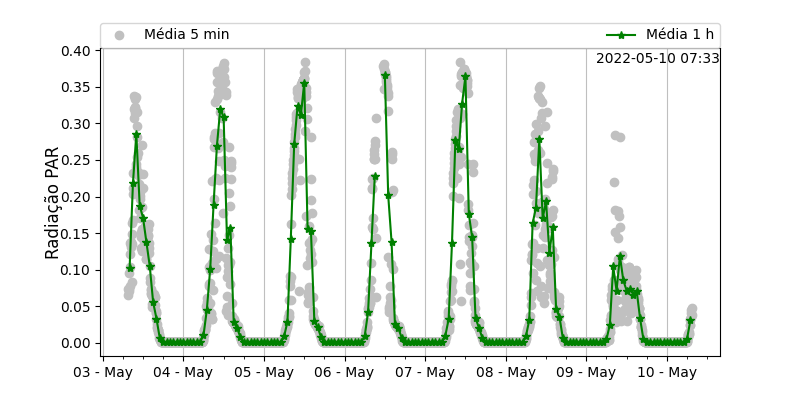 Média 5 min
Média 1 h
2022-05-10 07:33
Radiação PAR
0.40
0.35
0.30
0.25
0.20
0.15
0.10
0.05
0.00
03 - May
04 - May
05 - May
06 - May
07 - May
08 - May
09 - May
10 - May